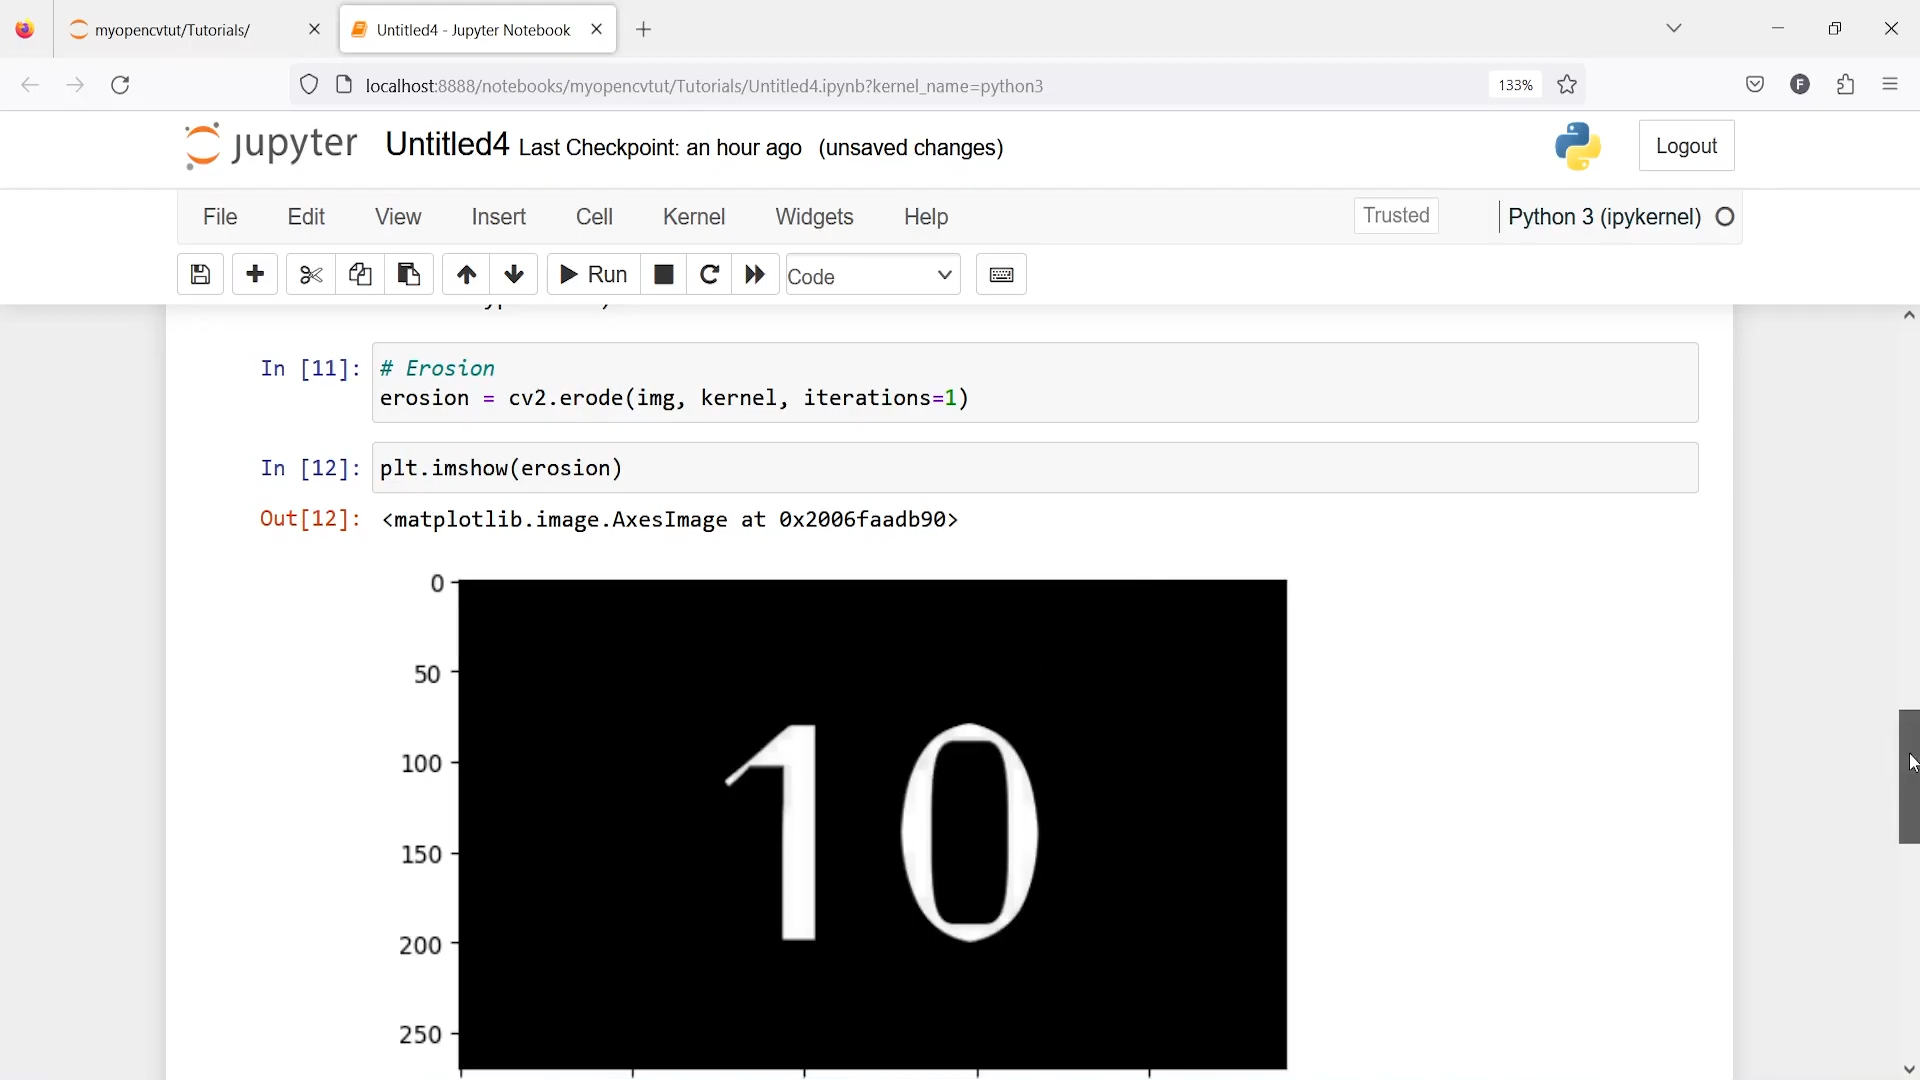 myopencvtut/Tutorials/
Untitled4 - Jupyter Notebook
localhost:8888/notebooks/myopencvtut/Tutorials/Untitled4.ipynb?kernel_name=python3
133%
F
jupyter Untitled4 Last Checkpoint: an hour ago (unsaved changes)
Logout
File Edit View Insert Cell Kernel Widgets Help
Trusted
Python 3 (ipykernel)
Run
Code
In [11]: # Erosion
erosion = cv2.erode(img, kernel, iterations=1)
In [12]: plt.imshow(erosion)
Out[12]: <matplotlib.image.AxesImage at 0x2006faadb90>
0
50
100
150
200
250
10